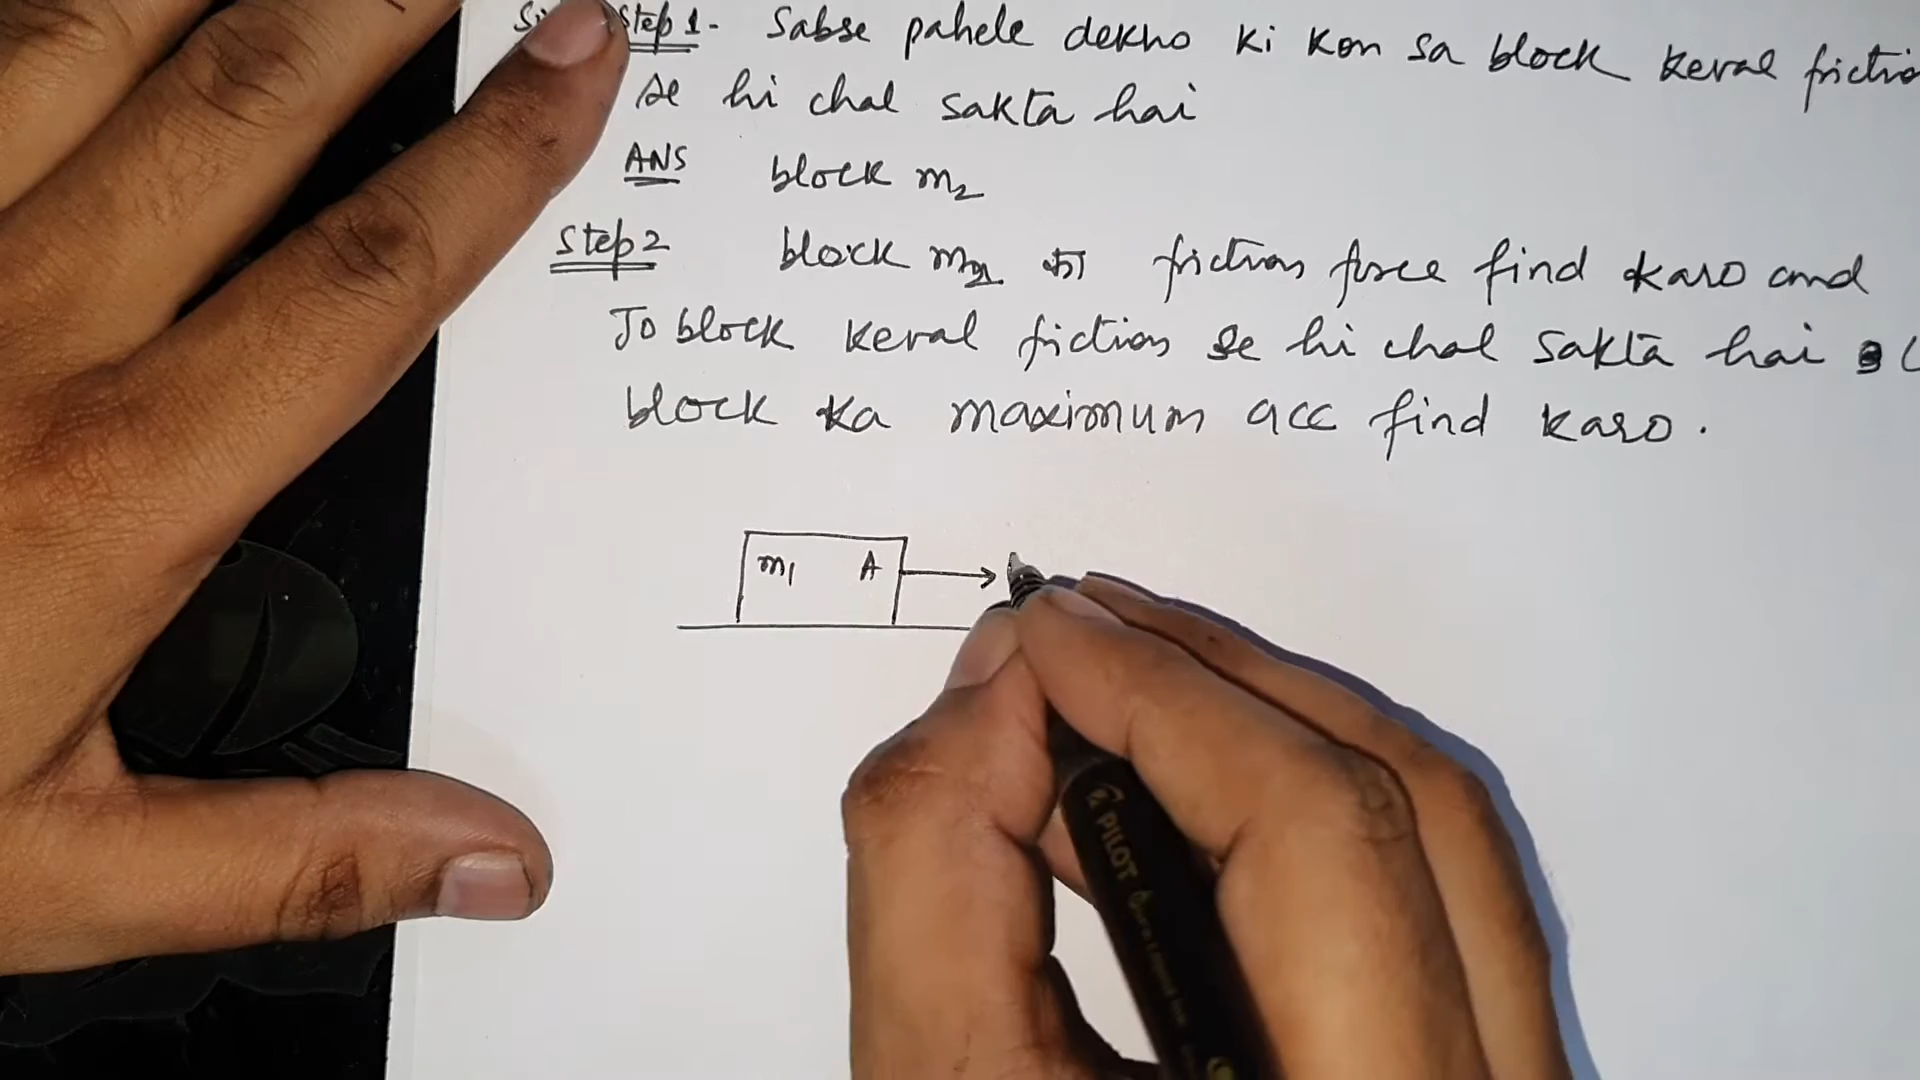 Step 1- Sabse pahele dekho ki kon sa block keval frictio
se hi chal sakta hai
ANS block m2
Step 2 block m2 का friction force find karo and
Jo block keval friction se hi chal sakta hai
block ka maximum acc find karo.
m1 A
PILOT